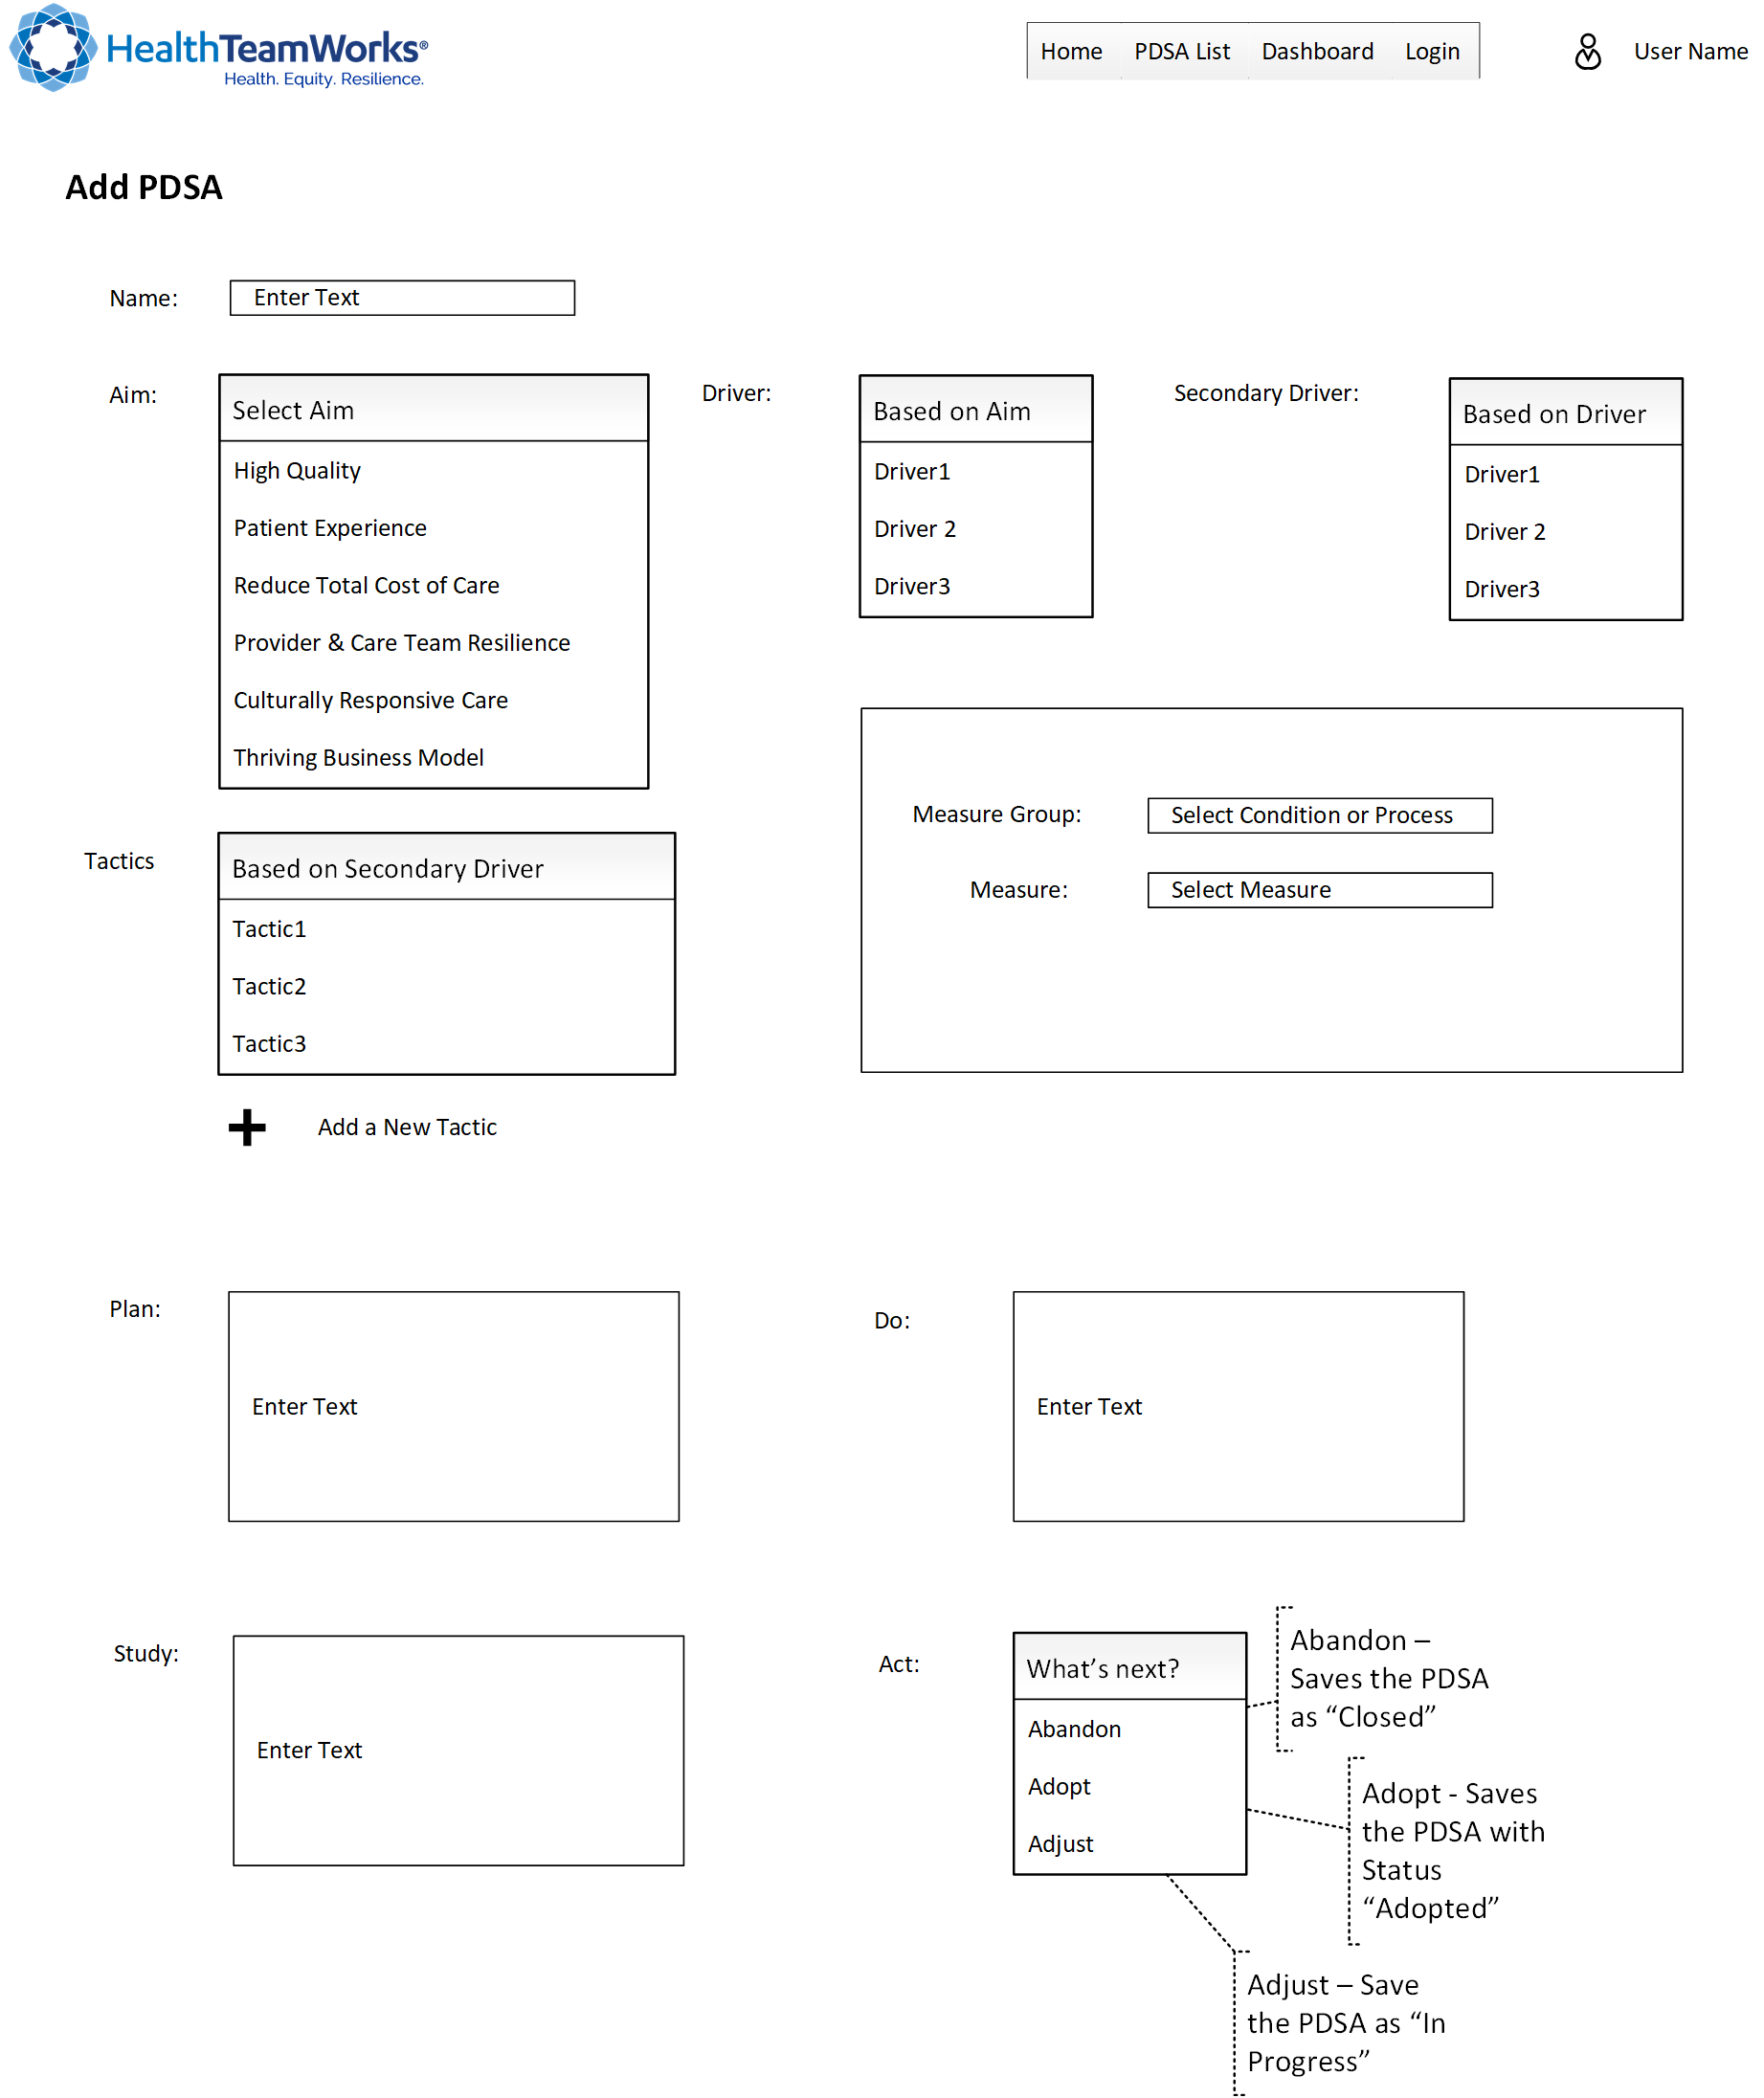 HealthTeamWorks®
Health. Equity. Resilience.
Home PDSA List Dashboard Login
User Name
Add PDSA
Name:
Enter Text
Aim:
Select Aim
High Quality
Patient Experience
Reduce Total Cost of Care
Provider & Care Team Resilience
Culturally Responsive Care
Thriving Business Model
Driver:
Based on Aim
Driver1
Driver 2
Driver3
Secondary Driver:
Based on Driver
Driver1
Driver 2
Driver3
Measure Group:
Select Condition or Process
Measure:
Select Measure
Tactics
Based on Secondary Driver
Tactic1
Tactic2
Tactic3
Add a New Tactic
Plan:
Enter Text
Do:
Enter Text
Study:
Enter Text
Act:
What’s next?
Abandon
Adopt
Adjust
Abandon –
Saves the PDSA
as “Closed”
Adopt - Saves
the PDSA with
Status
“Adopted”
Adjust – Save
the PDSA as “In
Progress”